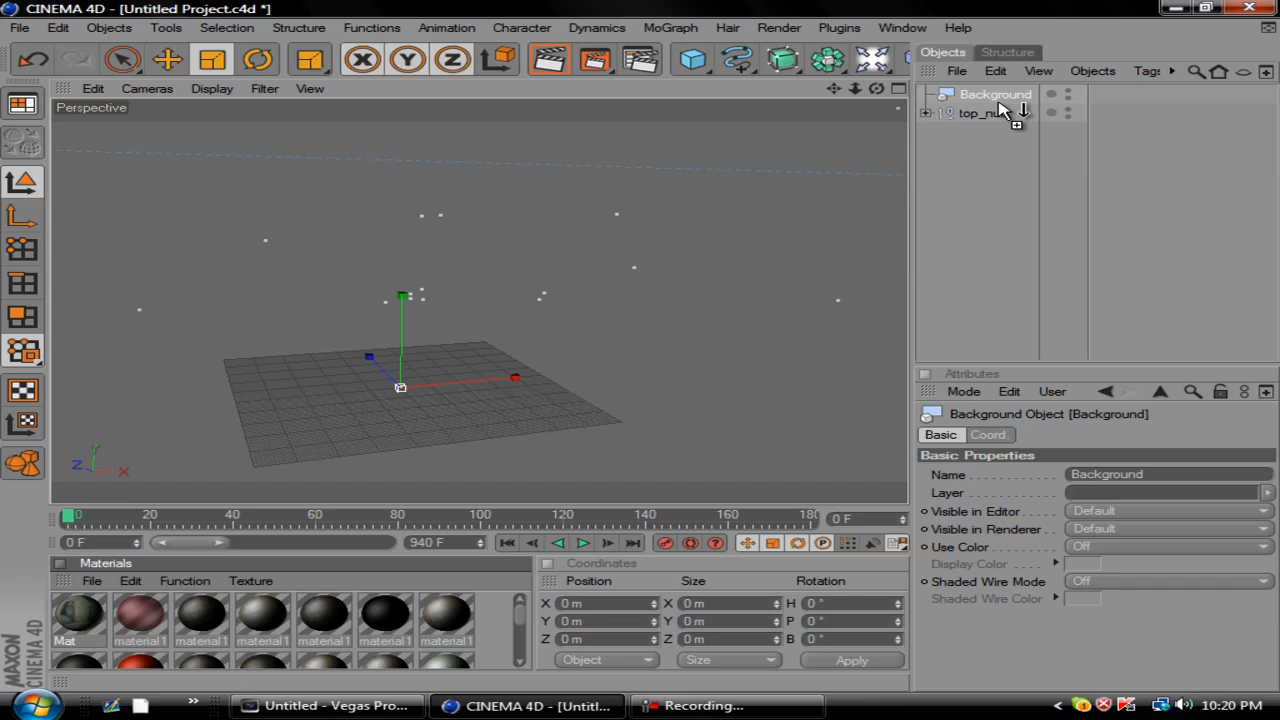 CINEMA 4D - [Untitled Project.c4d *]
File Edit Objects Tools Selection Structure Functions Animation Character Dynamics MoGraph Hair Render Plugins Window Help
X Y Z
Objects Structure
File Edit View Objects Tags
Edit Cameras Display Filter View
Perspective
Background
Y
Z X
Attributes
Mode Edit User
Background Object [Background]
Basic Coord.
Basic Properties
Name Background
Layer
Visible in Editor Default
Visible in Renderer Default
Use Color Off
Display Color
Shaded Wire Mode Off
Shaded Wire Color
0 20 40 60 80 100 120 140 160 0 F
0 F 940 F
Materials
File Edit Function Texture
Mat material1 material1 material1 material1 material1 material1
Coordinates
Position Size Rotation
X 0 m X 0 m H 0 °
Y 0 m Y 0 m P 0 °
Z 0 m Z 0 m B 0 °
Object Size Apply
MAXON
CINEMA 4D
Untitled - Vegas Pro... CINEMA 4D - [Untitl... Recording... 10:20 PM